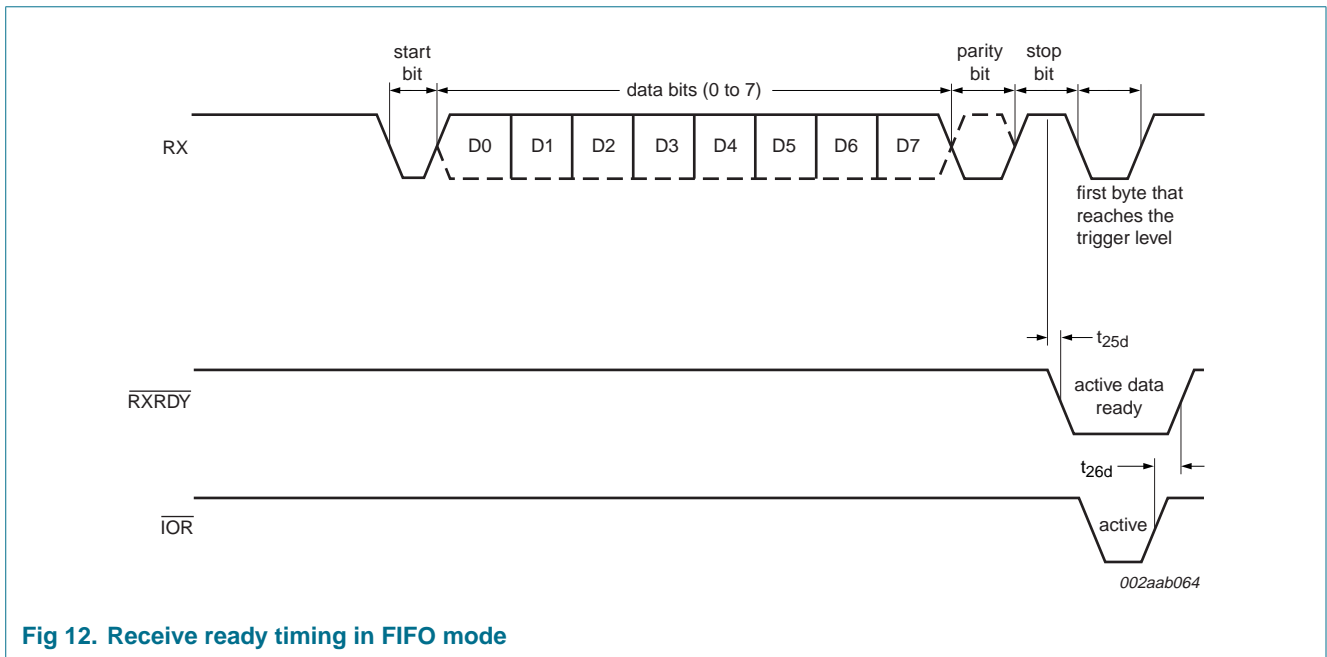 start
bit
data bits (0 to 7)
parity
bit
stop
bit
RX
D0 D1 D2 D3 D4 D5 D6 D7
first byte that
reaches the
trigger level
t25d
RXRDY
active data
ready
t26d
IOR
active
002aab064
Fig 12. Receive ready timing in FIFO mode